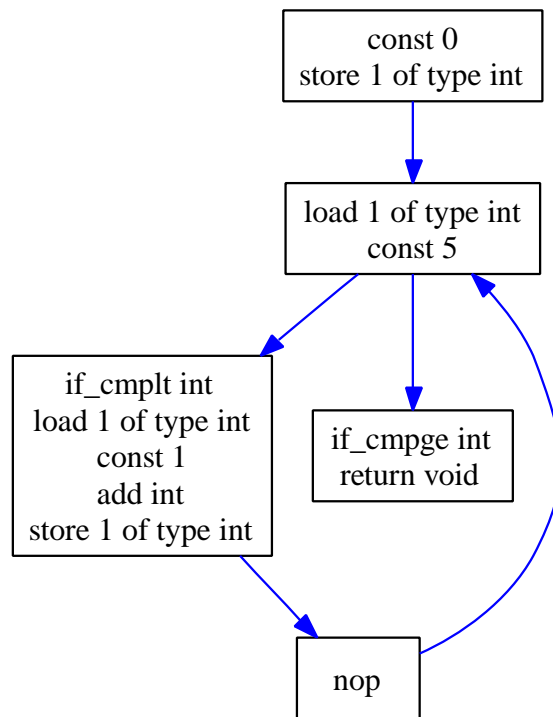 const 0
store 1 of type int
load 1 of type int
const 5
if_cmplt int
load 1 of type int
const 1
add int
store 1 of type int
if_cmpge int
return void
nop